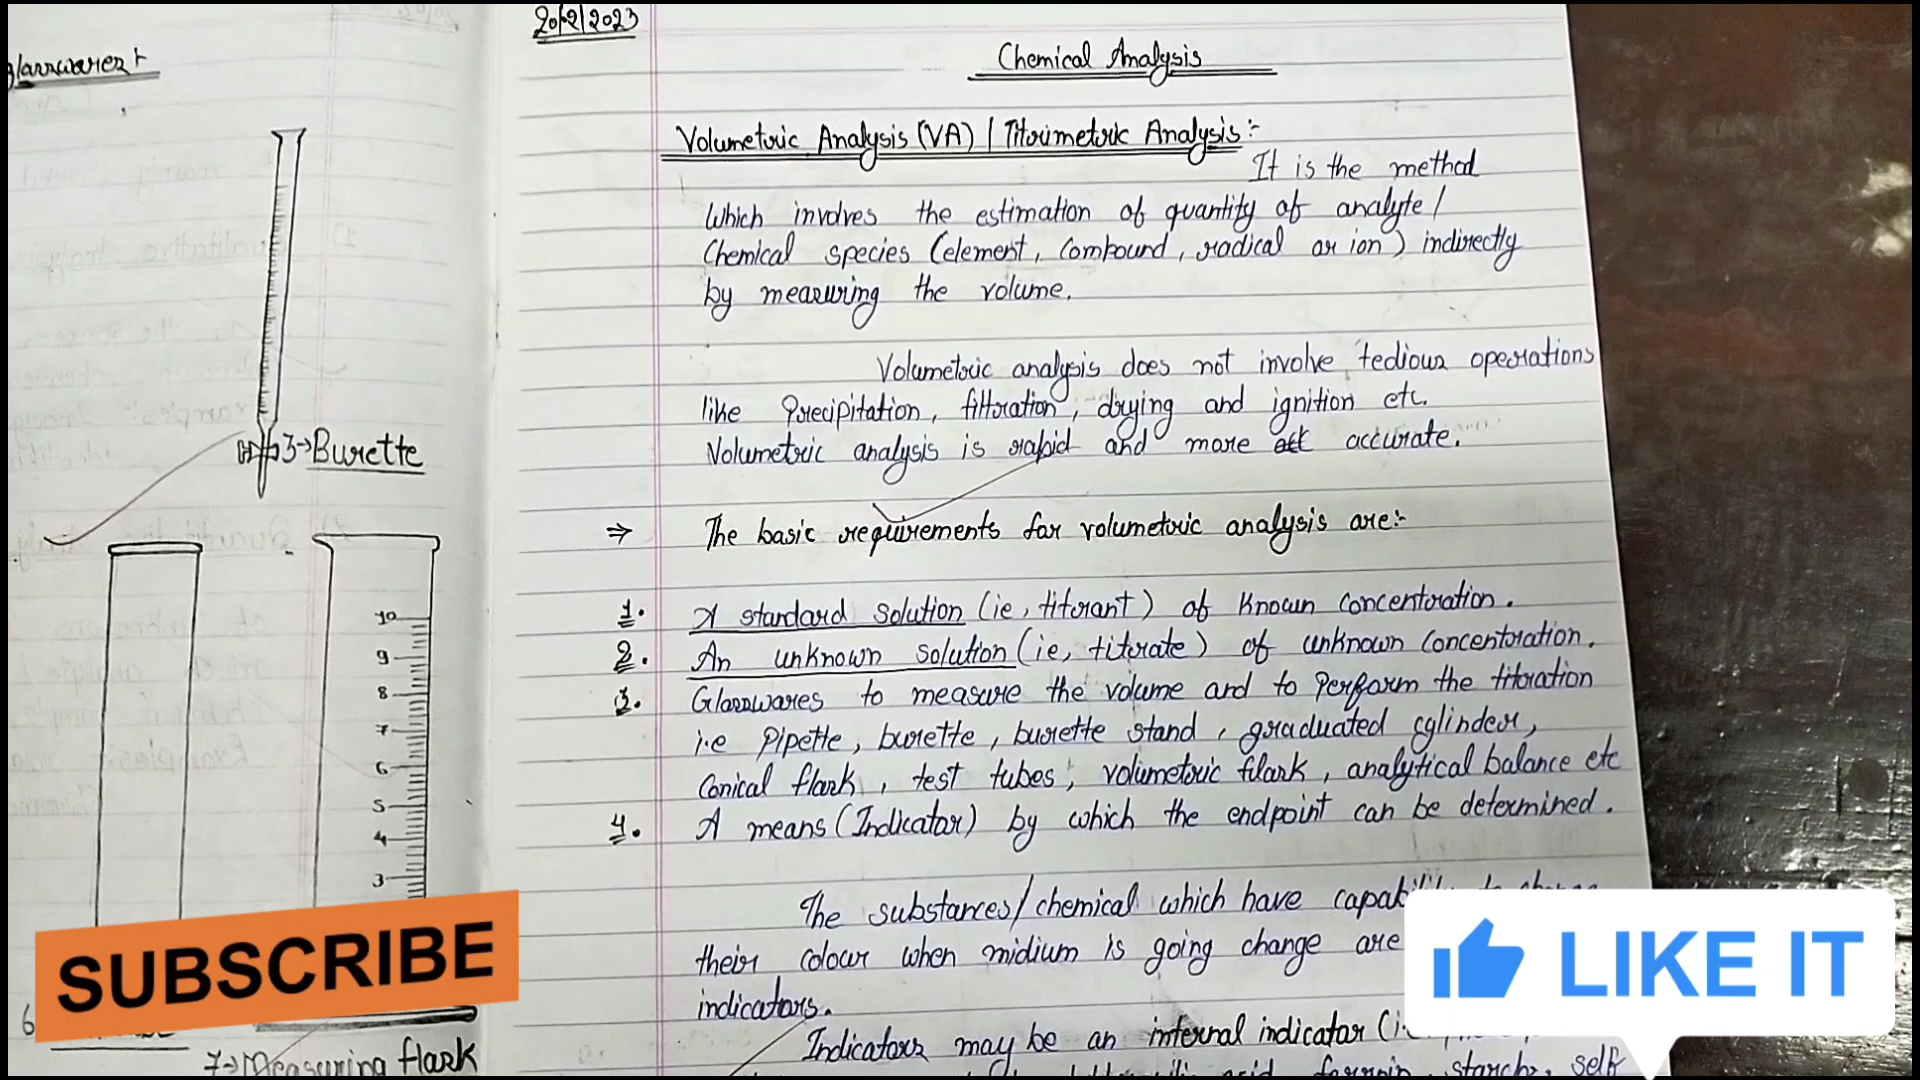 Glasswares
3→Burette
10
9
8
7
6
5
4
3
6
7→Measuring flask
20/2/2023
Chemical Analysis
Volumetric Analysis (VA) / Titrimetric Analysis:-
It is the method
which involves the estimation of quantity of analyte/
Chemical species (element, Compound, radical or ion) indirectly
by measuring the volume.
Volumetric analysis does not involve tedious operations
like Precipitation, filtration, drying and ignition etc.
Volumetric analysis is rapid and more accurate.
⇒ The basic requirements for volumetric analysis are:-
1. A standard solution (ie, titrant) of known concentration.
2. An unknown solution (ie, titrate) of unknown concentration.
3. Glasswares to measure the volume and to Perform the titration
i.e Pipette, burette, burette stand, graduated cylinder,
Conical flask, test tubes, volumetric flask, analytical balance etc
4. A means (Indicator) by which the endpoint can be determined.
The substances/chemical which have
their colour when midium is going change are
indicators.
Indicators may be an internal indicator
starch, self
SUBSCRIBE
LIKE IT